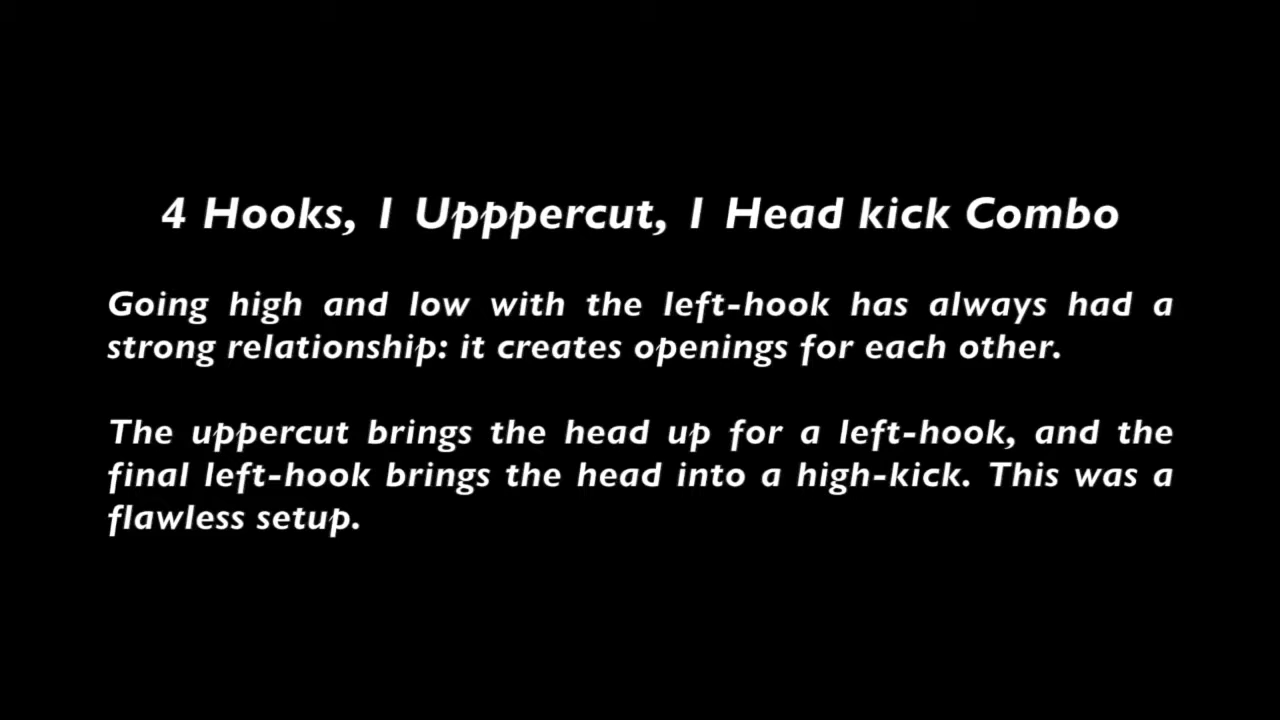 4 Hooks, 1 Upppercut, 1 Head kick Combo
Going high and low with the left-hook has always had a
strong relationship: it creates openings for each other.
The uppercut brings the head up for a left-hook, and the
final left-hook brings the head into a high-kick. This was a
flawless setup.